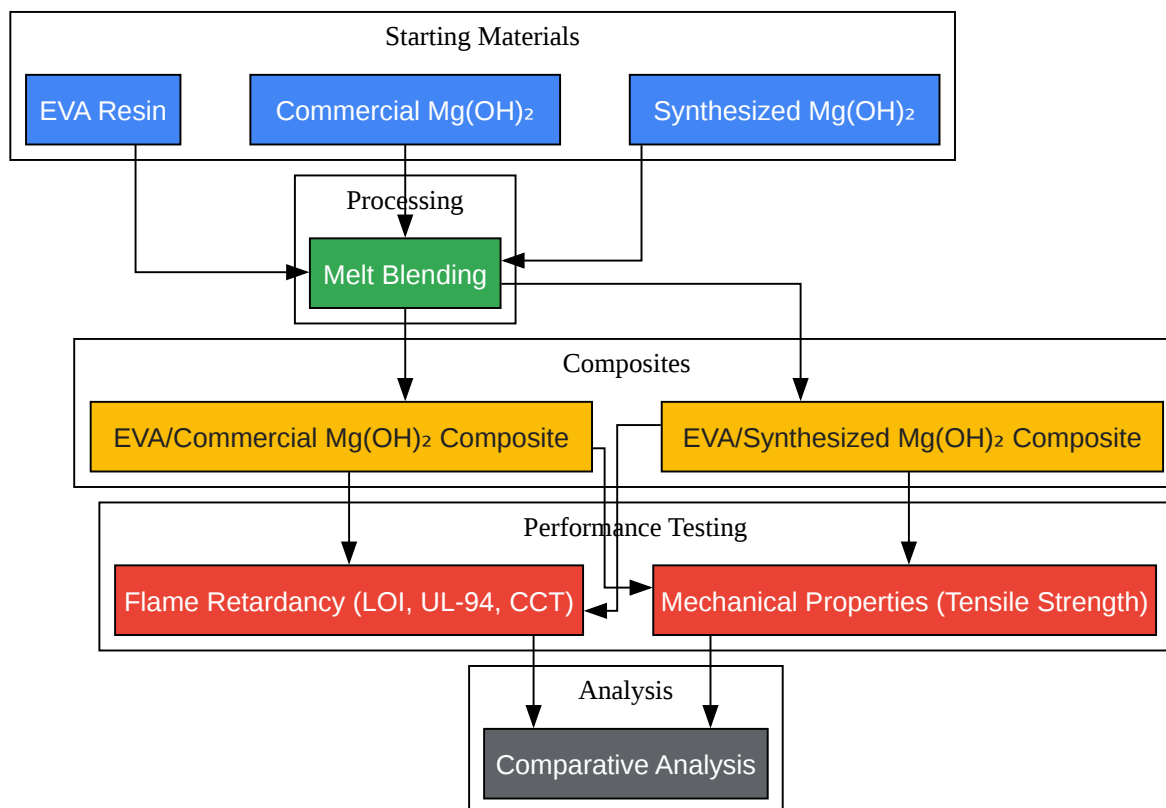 Starting Materials
EVA Resin
Commercial Mg(OH)₂
Synthesized Mg(OH)₂
Processing
Melt Blending
Composites
EVA/Commercial Mg(OH)₂ Composite
EVA/Synthesized Mg(OH)₂ Composite
Performance Testing
Flame Retardancy (LOI, UL-94, CCT)
Mechanical Properties (Tensile Strength)
Analysis
Comparative Analysis